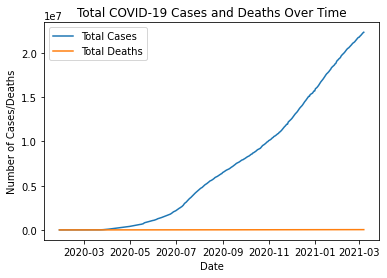 Total COVID-19 Cases and Deaths Over Time
1e7
Total Cases
Total Deaths
2.0
1.5
1.0
0.5
0.0
Number of Cases/Deaths
2020-03 2020-05 2020-07 2020-09 2020-11 2021-01 2021-03
Date